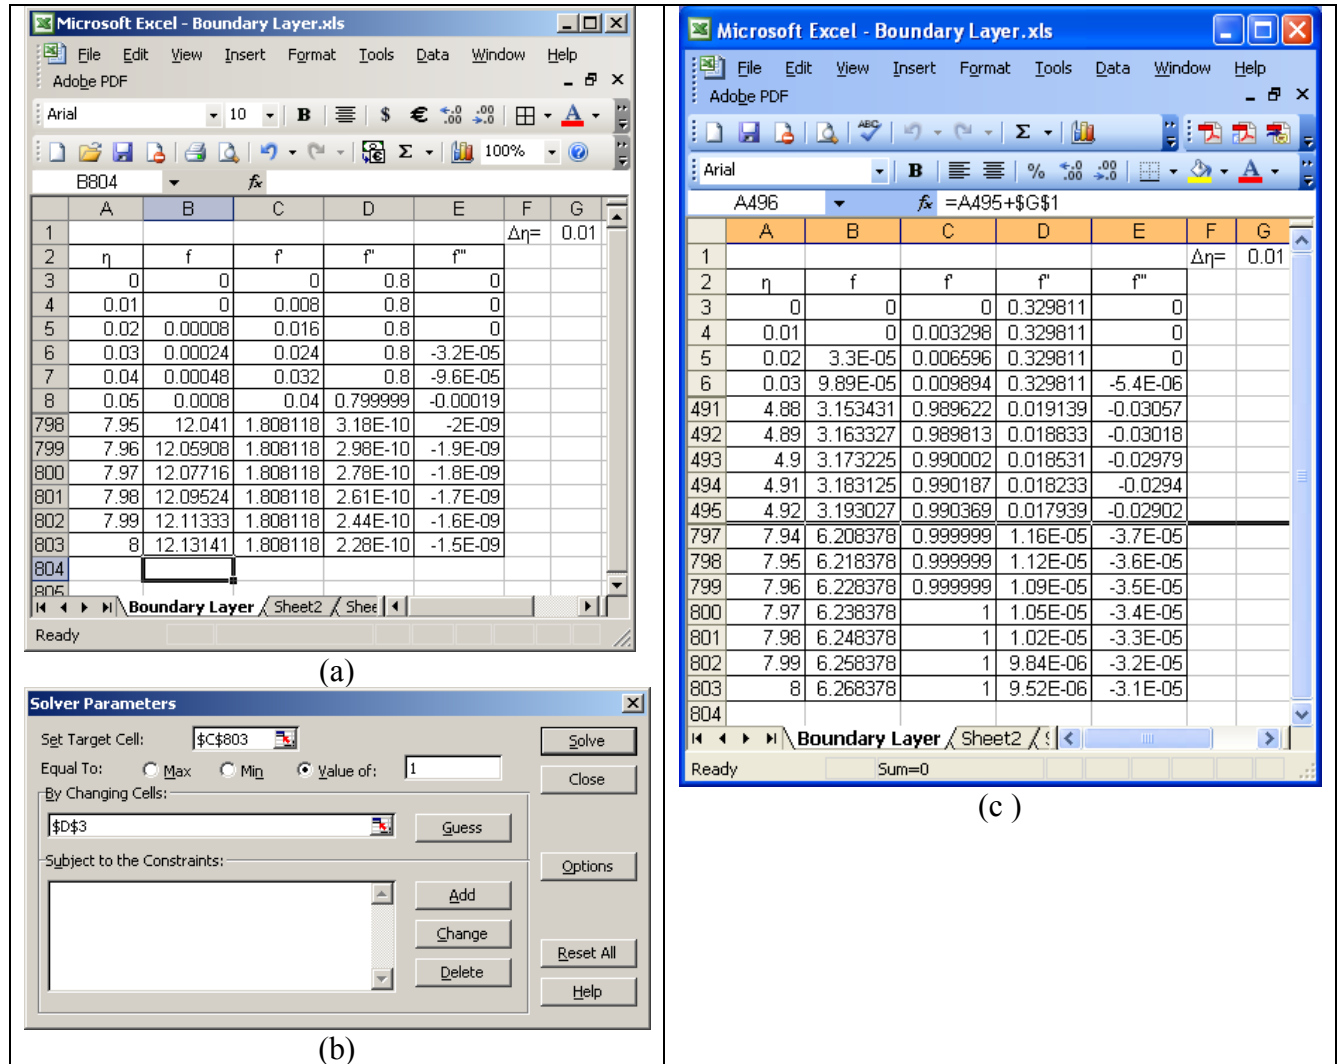 Microsoft Excel - Boundary Layer.xls
File Edit View Insert Format Tools Data Window Help
Adobe PDF
Arial 10 B $ € 
100%
B804 fx
A B C D E F G
1 Δη= 0.01
2 η f f' f'' f'''
3 0 0 0 0.8 0
4 0.01 0 0.008 0.8 0
5 0.02 0.00008 0.016 0.8 0
6 0.03 0.00024 0.024 0.8 -3.2E-05
7 0.04 0.00048 0.032 0.8 -9.6E-05
8 0.05 0.0008 0.04 0.799999 -0.00019
798 7.95 12.041 1.808118 3.18E-10 -2E-09
799 7.96 12.05908 1.808118 2.98E-10 -1.9E-09
800 7.97 12.07716 1.808118 2.78E-10 -1.8E-09
801 7.98 12.09524 1.808118 2.61E-10 -1.7E-09
802 7.99 12.11333 1.808118 2.44E-10 -1.6E-09
803 8 12.13141 1.808118 2.28E-10 -1.5E-09
804
805
Boundary Layer Sheet2 Shee
Ready
(a)
Solver Parameters
Set Target Cell: $C$803 Solve
Equal To: Max Min Value of: 1 Close
By Changing Cells:
$D$3 Guess
Subject to the Constraints: Options
Add
Change
Reset All
Delete
Help
(b)
Microsoft Excel - Boundary Layer.xls
File Edit View Insert Format Tools Data Window Help
Adobe PDF
ABC Σ
Arial B %
A496 fx =A495+$G$1
A B C D E F G
1 Δη= 0.01
2 η f f' f'' f'''
3 0 0 0 0.329811 0
4 0.01 0 0.003298 0.329811 0
5 0.02 3.3E-05 0.006596 0.329811 0
6 0.03 9.89E-05 0.009894 0.329811 -5.4E-06
491 4.88 3.153431 0.989622 0.019139 -0.03057
492 4.89 3.163327 0.989813 0.018833 -0.03018
493 4.9 3.173225 0.990002 0.018531 -0.02979
494 4.91 3.183125 0.990187 0.018233 -0.0294
495 4.92 3.193027 0.990369 0.017939 -0.02902
797 7.94 6.208378 0.999999 1.16E-05 -3.7E-05
798 7.95 6.218378 0.999999 1.12E-05 -3.6E-05
799 7.96 6.228378 0.999999 1.09E-05 -3.5E-05
800 7.97 6.238378 1 1.05E-05 -3.4E-05
801 7.98 6.248378 1 1.02E-05 -3.3E-05
802 7.99 6.258378 1 9.84E-06 -3.2E-05
803 8 6.268378 1 9.52E-06 -3.1E-05
804
Boundary Layer Sheet2
Ready Sum=0
(c )